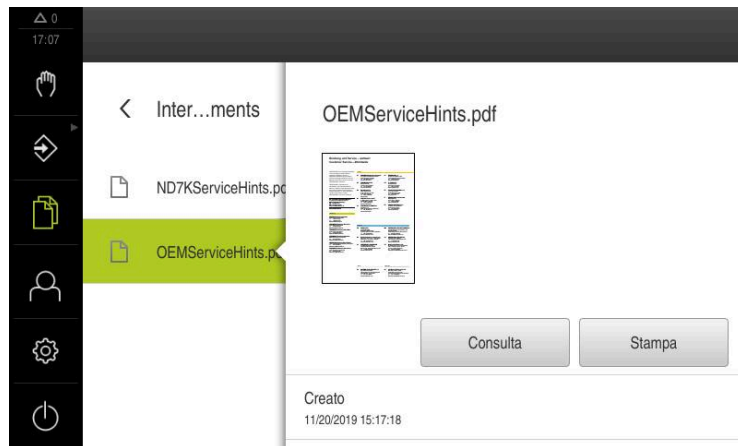 0
17:07
Inter...ments
ND7KServiceHints.pd
OEMServiceHints.pd
OEMServiceHints.pdf
Consulta
Stampa
Creato
11/20/2019 15:17:18